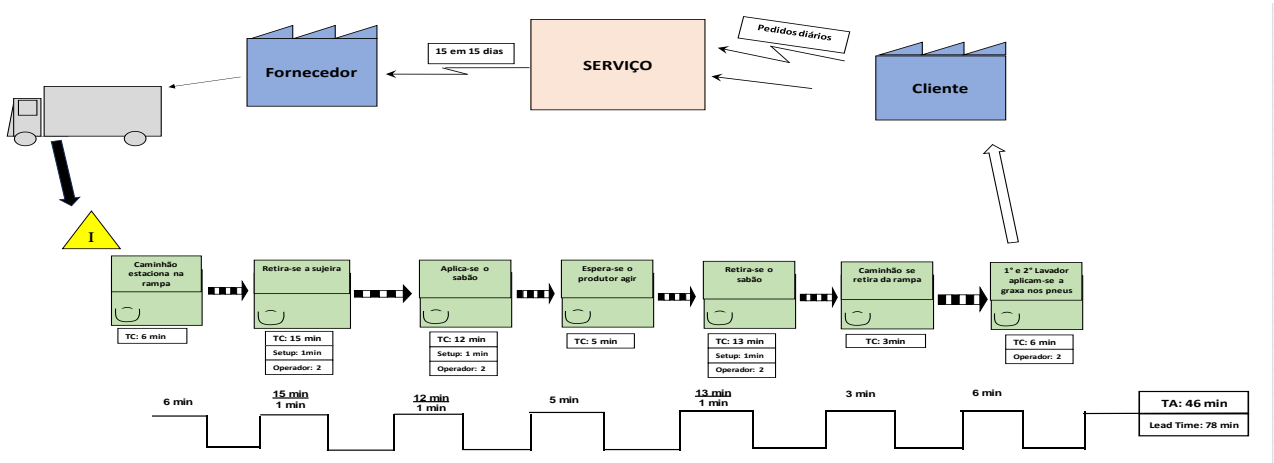 Fornecedor
15 em 15 dias
SERVIÇO
Pedidos diários
Cliente
I
Caminhão
estaciona na
rampa
TC: 6 min
Retira-se a sujeira
TC: 15 min
Setup: 1min
Operador: 2
Aplica-se o
sabão
TC: 12 min
Setup: 1 min
Operador: 2
Espera-se o
produtor agir
TC: 5 min
Retira-se o
sabão
TC: 13 min
Setup: 1min
Operador: 2
Caminhão se
retira da rampa
TC: 3min
1° e 2° Lavador
aplicam-se a
graxa nos pneus
TC: 6 min
Operador: 2
6 min
15 min
1 min
12 min
1 min
5 min
13 min
1 min
3 min
6 min
TA: 46 min
Lead Time: 78 min